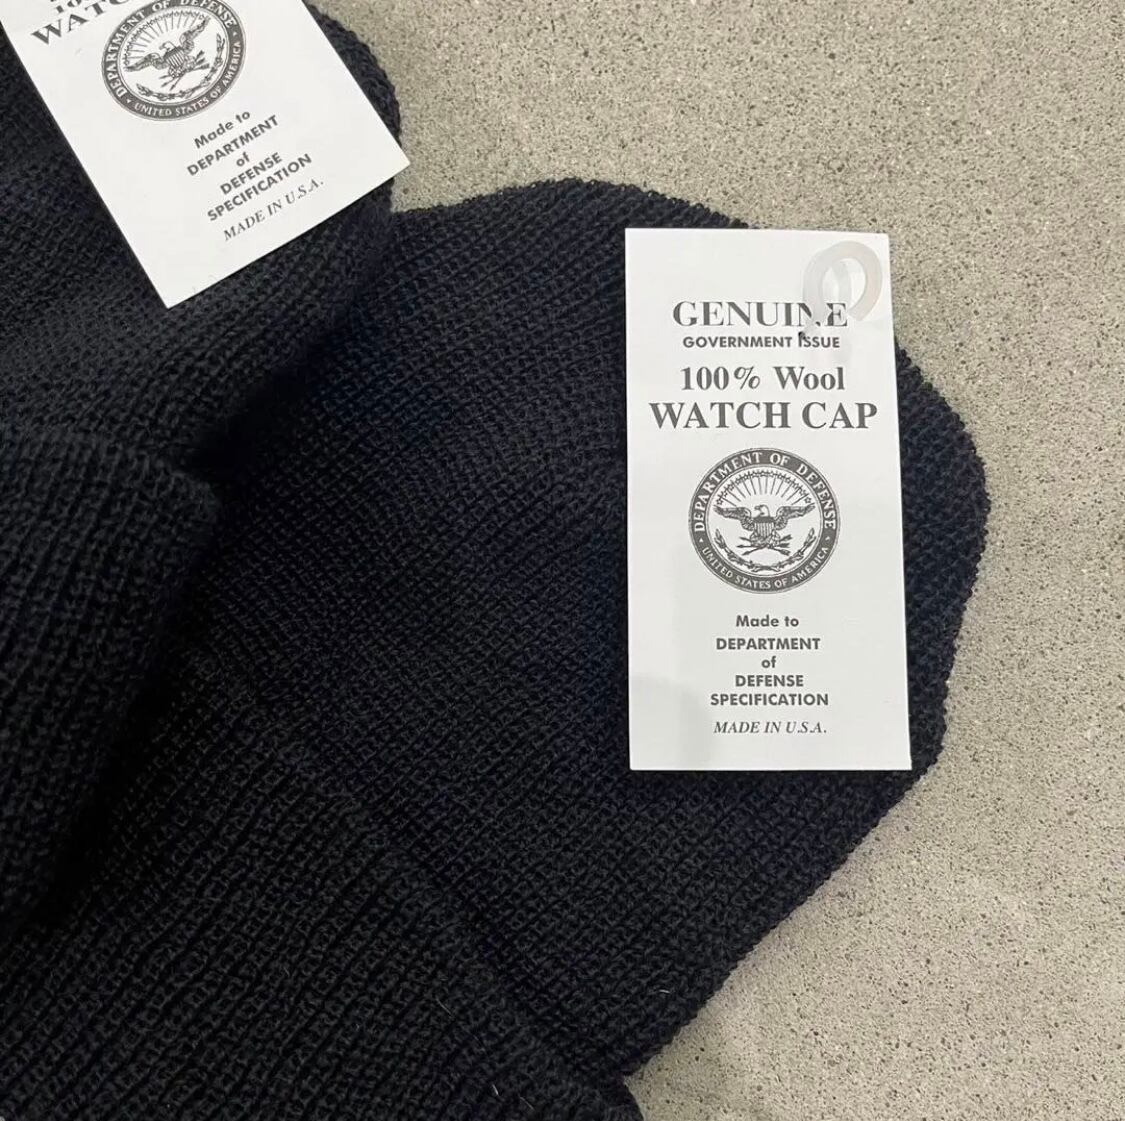 WATCH
DEPARTMENT OF DEFENSE
UNITED STATES OF AMERICA
Made to
DEPARTMENT
of
DEFENSE
SPECIFICATION
MADE IN U.S.A.
GENUINE
GOVERNMENT ISSUE
100% Wool
WATCH CAP
DEPARTMENT OF DEFENSE
UNITED STATES OF AMERICA
Made to
DEPARTMENT
of
DEFENSE
SPECIFICATION
MADE IN U.S.A.